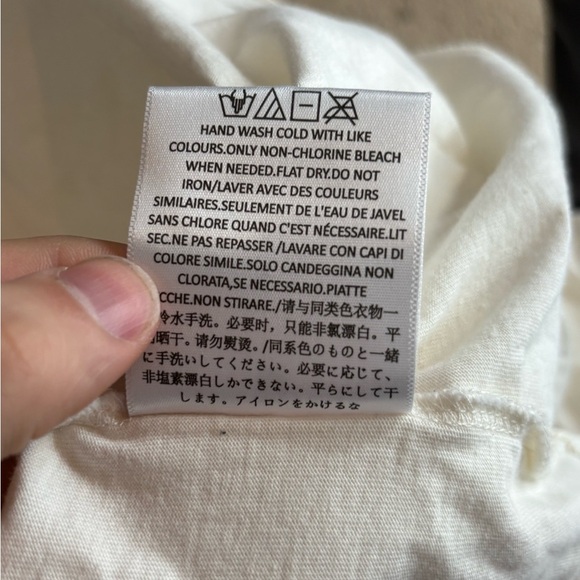 HAND WASH COLD WITH LIKE
COLOURS.ONLY NON-CHLORINE BLEACH
WHEN NEEDED.FLAT DRY.DO NOT
IRON/LAVER AVEC DES COULEURS
SIMILAIRES.SEULEMENT DE L'EAU DE JAVEL
SANS CHLORE QUAND C'EST NÉCESSAIRE.LIT
SEC.NE PAS REPASSER /LAVARE CON CAPI DI
COLORE SIMILE.SOLO CANDEGGINA NON
CLORATA,SE NECESSARIO.PIATTE
CCHE.NON STIRARE./请与同类色衣物一
冷水手洗。必要时，只能非氯漂白。平
晒干。请勿熨烫。/同系色のものと一緒
に手洗いしてください。必要に応じて、
非塩素漂白しかできない。平らにして干
します。アイロンをかけるな